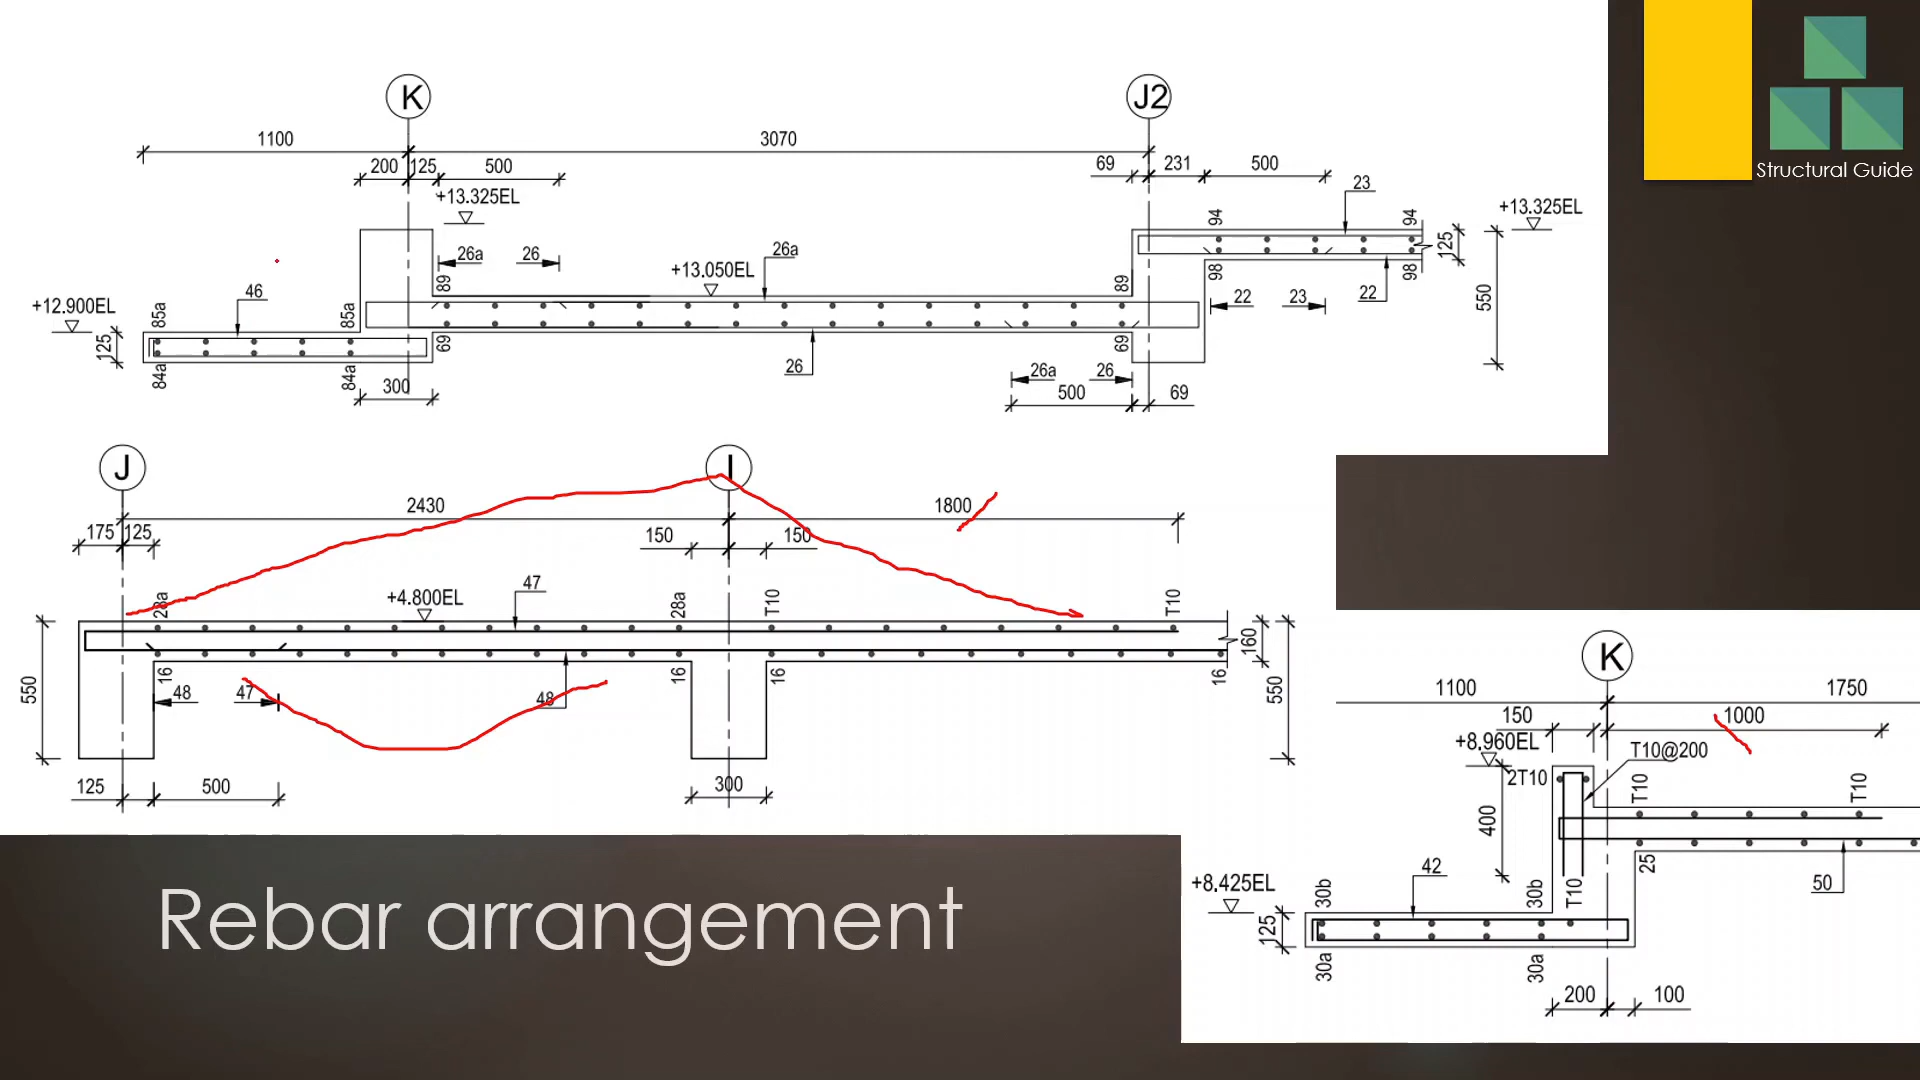 K
J2
1100
3070
200
125
500
69
231
500
+13.325EL
23
94
94
+13.325EL
26a
26
89
+13.050EL
26a
89
125
+12.900EL
85a
46
85a
98
98
22
23
22
550
125
84a
84a
69
26
69
300
26a
26
500
69
J
I
2430
1800
175
125
150
150
28a
+4.800EL
47
28a
T10
T10
160
550
16
48
47
48
16
16
16
550
125
500
300
K
1100
1750
150
1000
+8.960EL
T10@200
2T10
T10
T10
400
25
50
+8.425EL
30b
42
30b
T10
125
30a
30a
200
100
Rebar arrangement
Structural Guide